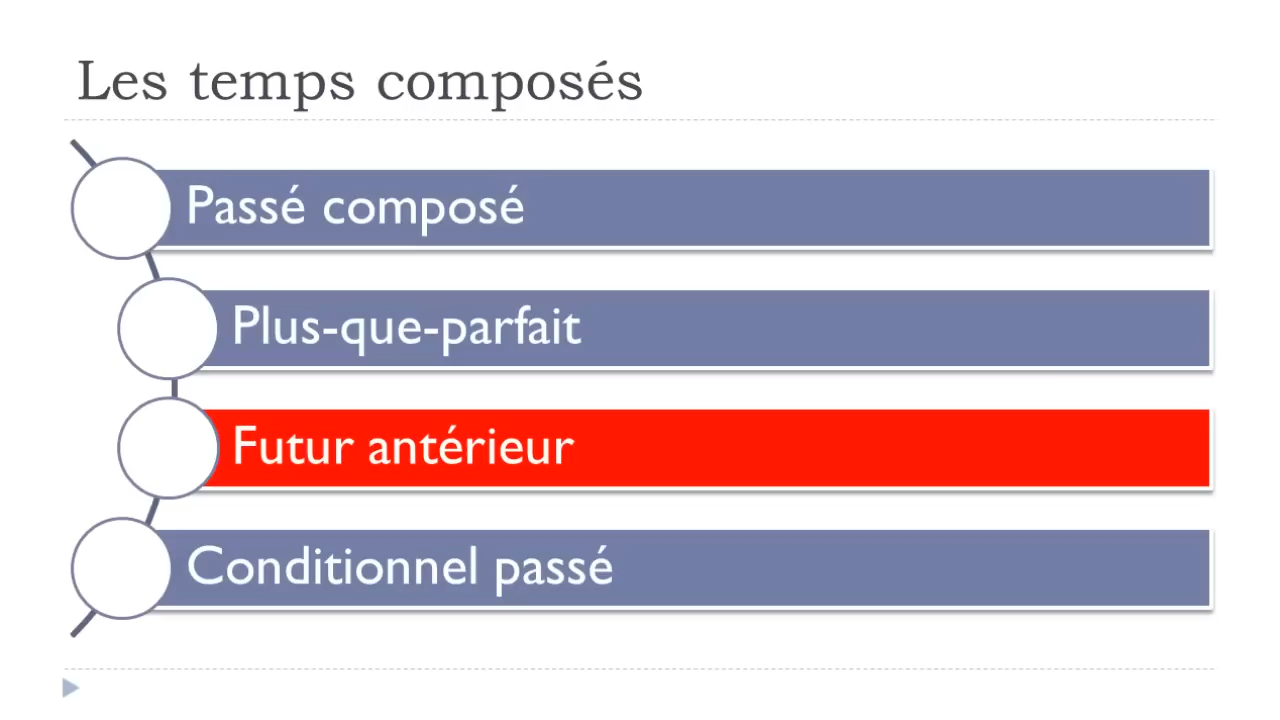 Les temps composés
Passé composé
Plus-que-parfait
Futur antérieur
Conditionnel passé